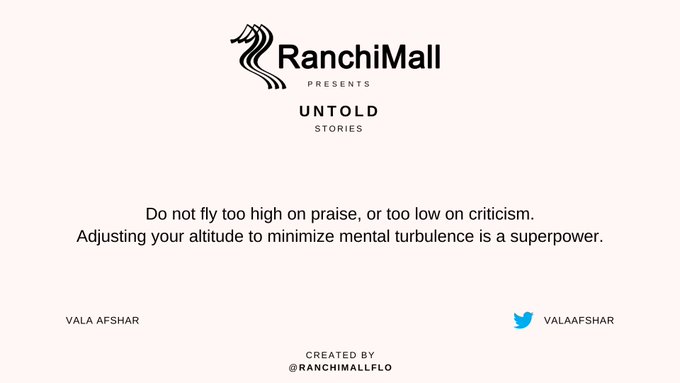 RanchiMall
PRESENTS
UNTOLD
STORIES
Do not fly too high on praise, or too low on criticism.
Adjusting your altitude to minimize mental turbulence is a superpower.
VALA AFSHAR
VALAAFSHAR
CREATED BY
@RANCHIMALLFLO